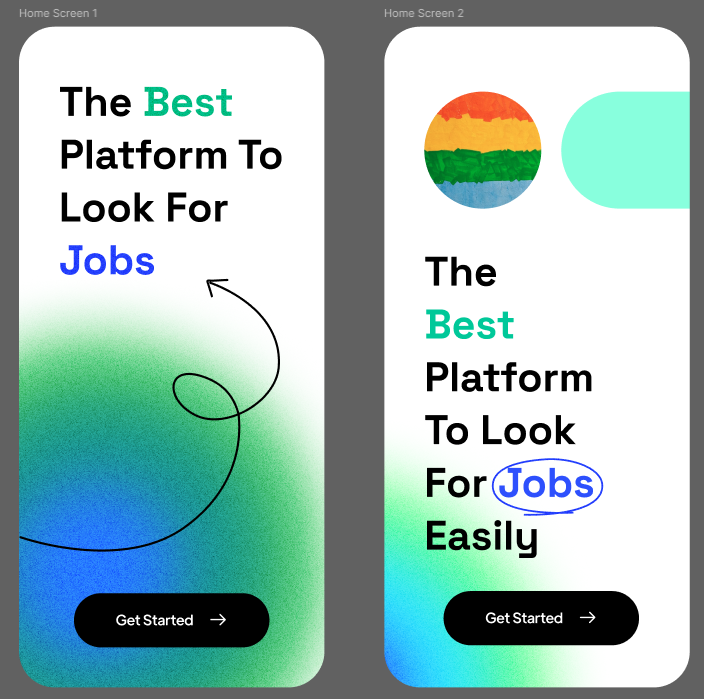 Home Screen 1
The Best
Platform To
Look For
Jobs
Get Started
Home Screen 2
The
Best
Platform
To Look
For Jobs
Easily
Get Started